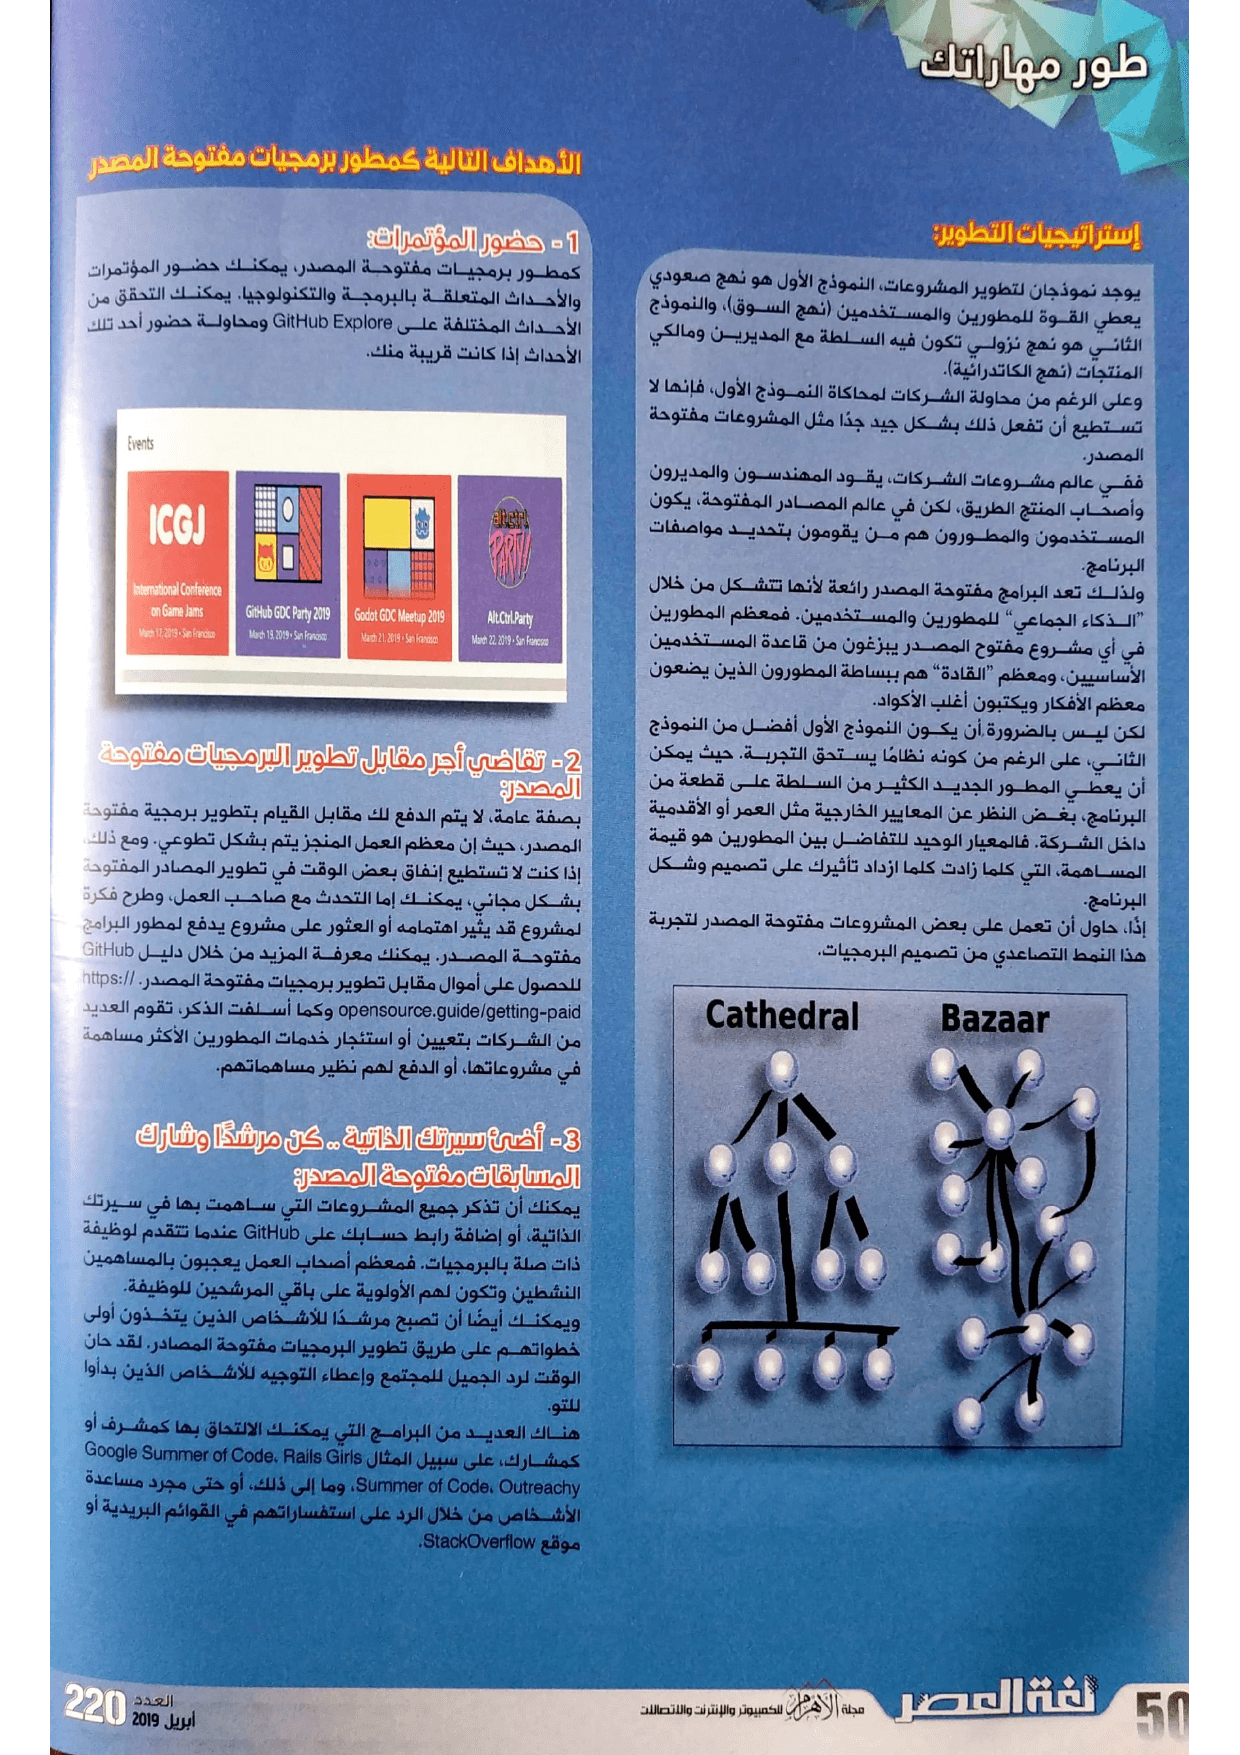 طور مهاراتك
إستراتيجيات التطوير:
يوجد نموذجان لتطوير المشروعات، النموذج الأول هو نهج صعودي
يعطي القوة للمطورين والمستخدمين (نهج السوق)، والنموذج
الثاني هو نهج نزولي تكون فيه السلطة مع المديرين ومالكي
المنتجات (نهج الكاتدرائية).
وعلى الرغم من محاولة الشركات لمحاكاة النموذج الأول، فإنها لا
تستطيع أن تفعل ذلك بشكل جيد جدًا مثل المشروعات مفتوحة
المصدر.
ففي عالم مشروعات الشركات، يقود المهندسون والمديرون
وأصحاب المنتج الطريق، لكن في عالم المصادر المفتوحة، يكون
المستخدمون والمطورون هم من يقومون بتحديد مواصفات
البرنامج.
ولذلك تعد البرامج مفتوحة المصدر رائعة لأنها تتشكل من خلال
"الذكاء الجماعي" للمطورين والمستخدمين. فمعظم المطورين
في أي مشروع مفتوح المصدر يبزغون من قاعدة المستخدمين
الأساسيين، ومعظم "القادة" هم ببساطة المطورون الذين يضعون
معظم الأفكار ويكتبون أغلب الأكواد.
لكن ليس بالضرورة أن يكون النموذج الأول أفضل من النموذج
الثاني، على الرغم من كونه نظامًا يستحق التجربة. حيث يمكن
أن يعطي المطور الجديد الكثير من السلطة على قطعة من
البرنامج، بغض النظر عن المعايير الخارجية مثل العمر أو الأقدمية
داخل الشركة. فالمعيار الوحيد للتفاضل بين المطورين هو قيمة
المساهمة، التي كلما زادت كلما ازداد تأثيرك على تصميم وشكل
البرنامج.
إذًا، حاول أن تعمل على بعض المشروعات مفتوحة المصدر لتجربة
هذا النمط التصاعدي من تصميم البرمجيات.
Cathedral
Bazaar
الأهداف التالية كمطور برمجيات مفتوحة المصدر
1 - حضور المؤتمرات:
كمطور برمجيات مفتوحة المصدر، يمكنك حضور المؤتمرات
والأحداث المتعلقة بالبرمجة والتكنولوجيا. يمكنك التحقق من
الأحداث المختلفة على GitHub Explore ومحاولة حضور أحد تلك
الأحداث إذا كانت قريبة منك.
Events
ICGJ
International Conference
on Game Jams
March 17, 2019 • San Francisco
GitHub GDC Party 2019
March 19, 2019 • San Francisco
Godot GDC Meetup 2019
March 21, 2019 • San Francisco
alt.ctrl
PARTY
Alt.Ctrl.Party
March 22, 2019 • San Francisco
2 - تقاضي أجر مقابل تطوير البرمجيات مفتوحة
المصدر:
بصفة عامة، لا يتم الدفع لك مقابل القيام بتطوير برمجية مفتوحة
المصدر، حيث إن معظم العمل المنجز يتم بشكل تطوعي. ومع ذلك،
إذا كنت لا تستطيع إنفاق بعض الوقت في تطوير المصادر المفتوحة
بشكل مجاني، يمكنك إما التحدث مع صاحب العمل، وطرح فكرة
لمشروع قد يثير اهتمامه أو العثور على مشروع يدفع لمطور البرامج
مفتوحة المصدر. يمكنك معرفة المزيد من خلال دليل GitHub
للحصول على أموال مقابل تطوير برمجيات مفتوحة المصدر. https://
opensource.guide/getting-paid وكما أسلفت الذكر، تقوم العديد
من الشركات بتعيين أو استئجار خدمات المطورين الأكثر مساهمة
في مشروعاتها، أو الدفع لهم نظير مساهماتهم.
3 - أضئ سيرتك الذاتية .. كن مرشدًا وشارك
المسابقات مفتوحة المصدر:
يمكنك أن تذكر جميع المشروعات التي ساهمت بها في سيرتك
الذاتية، أو إضافة رابط حسابك على GitHub عندما تتقدم لوظيفة
ذات صلة بالبرمجيات. فمعظم أصحاب العمل يعجبون بالمساهمين
النشطين وتكون لهم الأولوية على باقي المرشحين للوظيفة.
ويمكنك أيضًا أن تصبح مرشدًا للأشخاص الذين يتخذون أولى
خطواتهم على طريق تطوير البرمجيات مفتوحة المصادر. لقد حان
الوقت لرد الجميل للمجتمع وإعطاء التوجيه للأشخاص الذين بدأوا
للتو.
هناك العديد من البرامج التي يمكنك الالتحاق بها كمشرف أو
كمشارك، على سبيل المثال Google Summer of Code، Rails Girls
Summer of Code، Outreachy، وما إلى ذلك، أو حتى مجرد مساعدة
الأشخاص من خلال الرد على استفساراتهم في القوائم البريدية أو
موقع StackOverflow.
50
لغة العصر
مجلة الأهرام للكمبيوتر والإنترنت والاتصالات
العدد
220
أبريل 2019